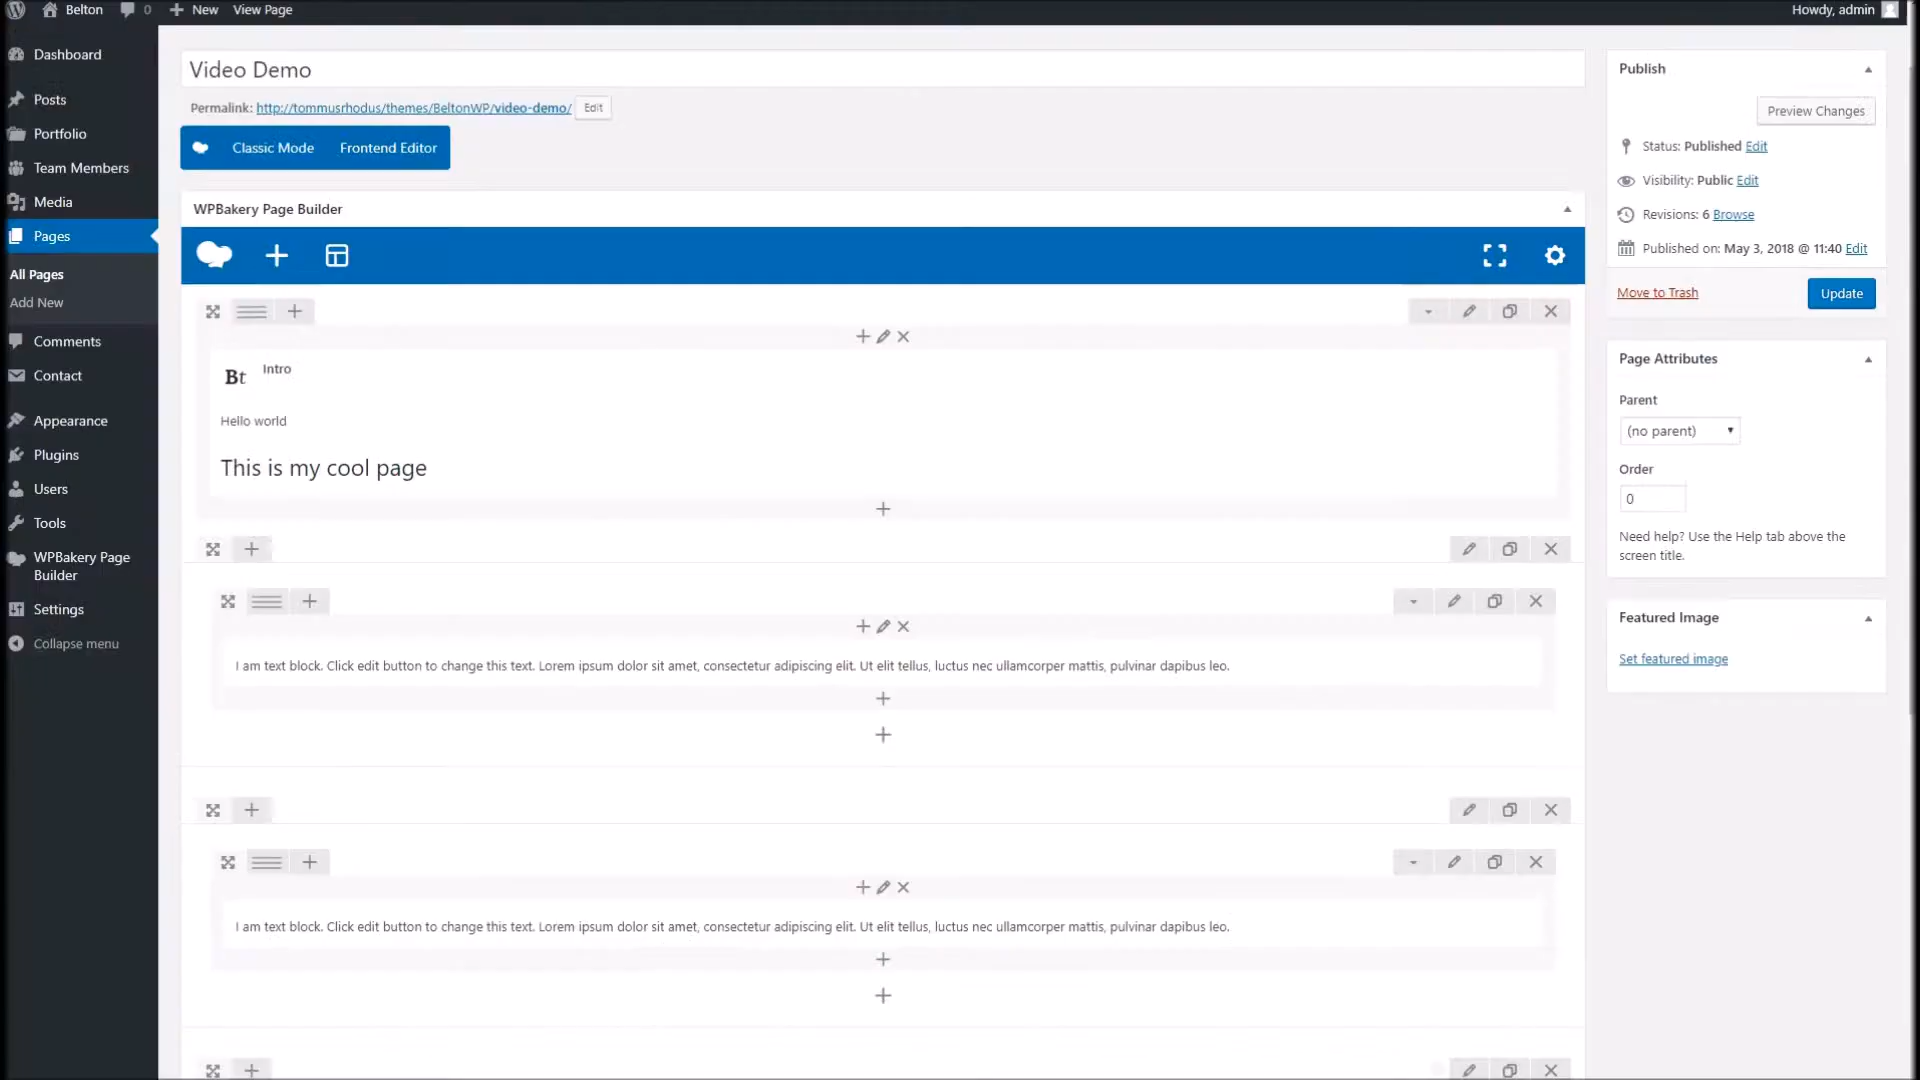 Belton 0 New View Page Howdy, admin
Dashboard
Posts
Portfolio
Team Members
Media
Pages
All Pages
Add New
Comments
Contact
Appearance
Plugins
Users
Tools
WPBakery Page
Builder
Settings
Collapse menu
Video Demo
Permalink: http://tommusrhodus/themes/BeltonWP/video-demo/ Edit
Classic Mode Frontend Editor
WPBakery Page Builder
Bt Intro
Hello world
This is my cool page
I am text block. Click edit button to change this text. Lorem ipsum dolor sit amet, consectetur adipiscing elit. Ut elit tellus, luctus nec ullamcorper mattis, pulvinar dapibus leo.
I am text block. Click edit button to change this text. Lorem ipsum dolor sit amet, consectetur adipiscing elit. Ut elit tellus, luctus nec ullamcorper mattis, pulvinar dapibus leo.
Publish
Preview Changes
Status: Published Edit
Visibility: Public Edit
Revisions: 6 Browse
Published on: May 3, 2018 @ 11:40 Edit
Move to Trash Update
Page Attributes
Parent
(no parent)
Order
0
Need help? Use the Help tab above the
screen title.
Featured Image
Set featured image